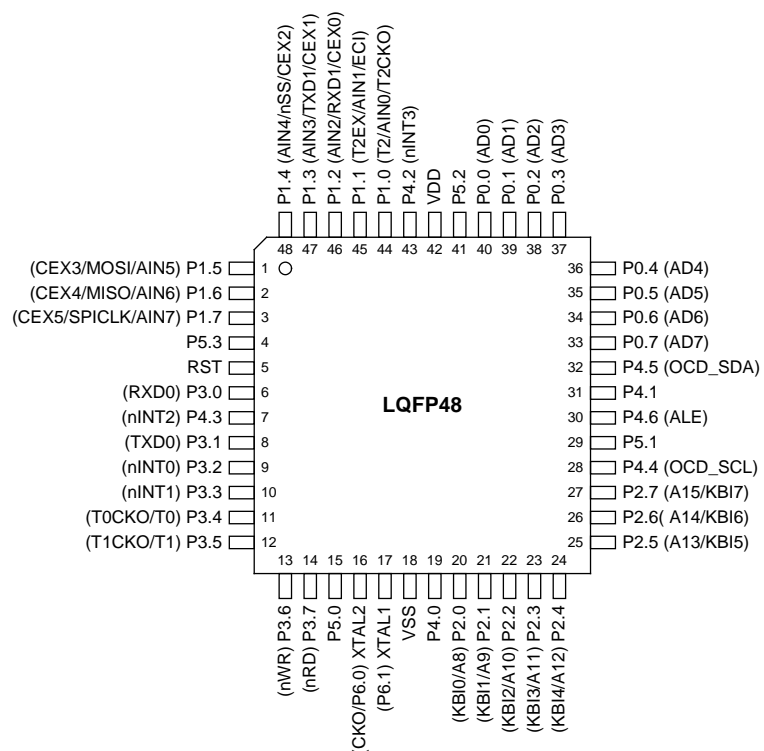 P1.4 (AIN4/nSS/CEX2)
P1.3 (AIN3/TXD1/CEX1)
P1.2 (AIN2/RXD1/CEX0)
P1.1 (T2EX/AIN1/ECI)
P1.0 (T2/AIN0/T2CKO)
P4.2 (nINT3)
VDD
P5.2
P0.0 (AD0)
P0.1 (AD1)
P0.2 (AD2)
P0.3 (AD3)
48 47 46 45 44 43 42 41 40 39 38 37
(CEX3/MOSI/AIN5) P1.5 1
(CEX4/MISO/AIN6) P1.6 2
(CEX5/SPICLK/AIN7) P1.7 3
P5.3 4
RST 5
(RXD0) P3.0 6
(nINT2) P4.3 7
(TXD0) P3.1 8
(nINT0) P3.2 9
(nINT1) P3.3 10
(T0CKO/T0) P3.4 11
(T1CKO/T1) P3.5 12
LQFP48
36 P0.4 (AD4)
35 P0.5 (AD5)
34 P0.6 (AD6)
33 P0.7 (AD7)
32 P4.5 (OCD_SDA)
31 P4.1
30 P4.6 (ALE)
29 P5.1
28 P4.4 (OCD_SCL)
27 P2.7 (A15/KBI7)
26 P2.6( A14/KBI6)
25 P2.5 (A13/KBI5)
13 14 15 16 17 18 19 20 21 22 23 24
(nWR) P3.6
(nRD) P3.7
P5.0
CKO/P6.0) XTAL2
(P6.1) XTAL1
VSS
P4.0
(KBI0/A8) P2.0
(KBI1/A9) P2.1
(KBI2/A10) P2.2
(KBI3/A11) P2.3
(KBI4/A12) P2.4